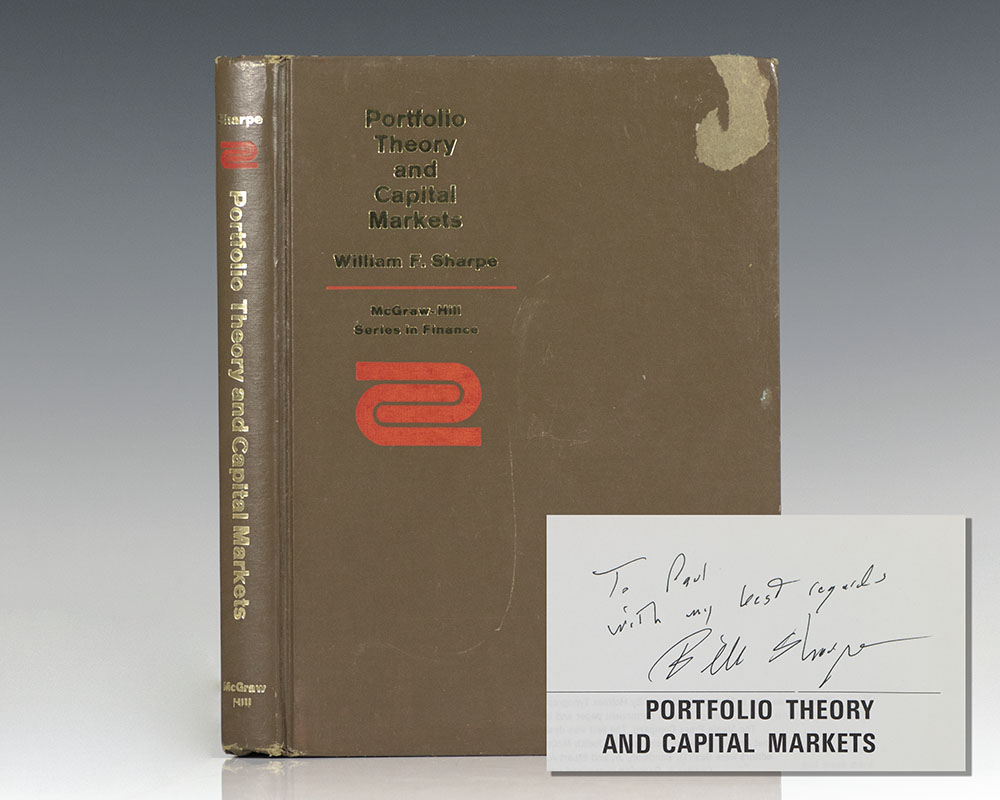 Sharpe
Portfolio Theory and Capital Markets
McGraw
Hill
Portfolio
Theory
and
Capital
Markets
William F. Sharpe
McGraw-Hill
Series in Finance
To Paul
with my best regards
Bill Sharpe
PORTFOLIO THEORY
AND CAPITAL MARKETS